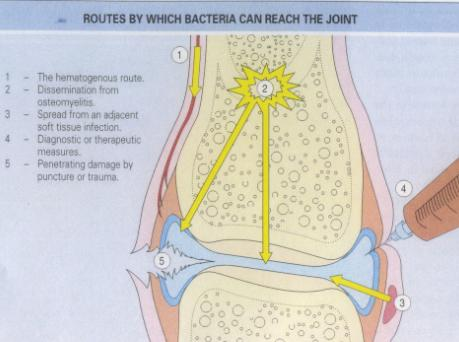 ROUTES BY WHICH BACTERIA CAN REACH THE JOINT
1 – The hematogenous route.
2 – Dissemination from
osteomyelitis.
3 – Spread from an adjacent
soft tissue infection.
4 – Diagnostic or therapeutic
measures.
5 – Penetrating damage by
puncture or trauma.
1
2
4
5
3